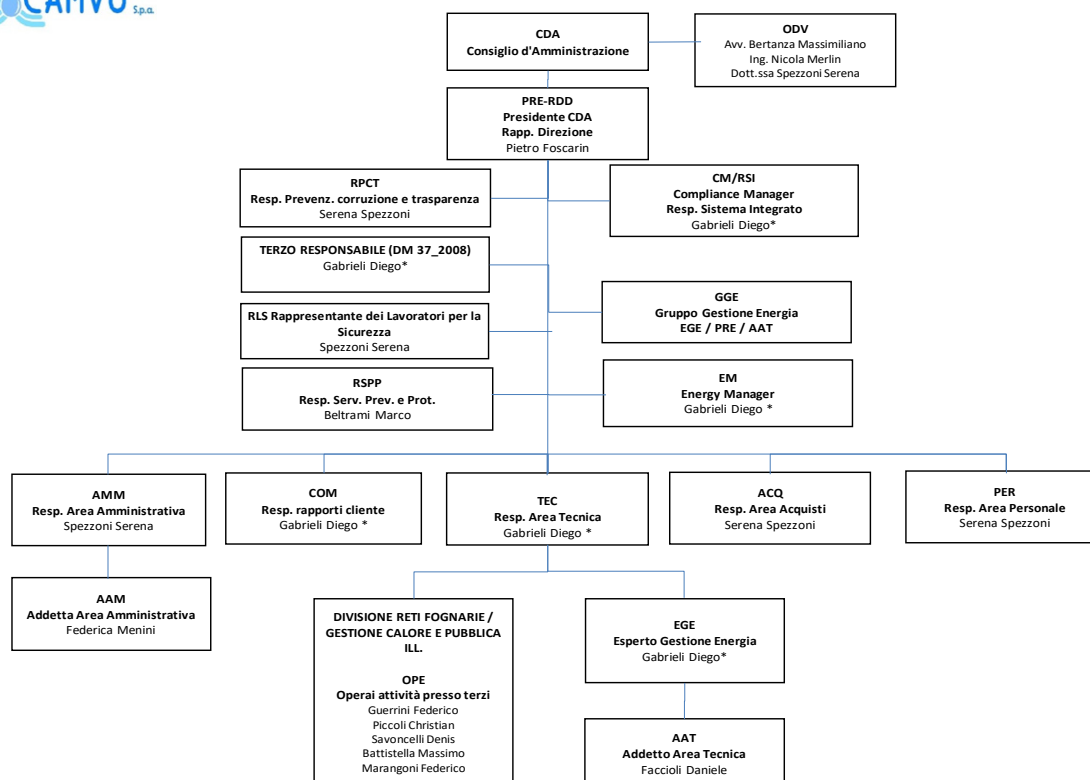 CAMVO S.p.a.
CDA
Consiglio d'Amministrazione
ODV
Avv. Bertanza Massimiliano
Ing. Nicola Merlin
Dott.ssa Spezzoni Serena
PRE-RDD
Presidente CDA
Rapp. Direzione
Pietro Foscarin
RPCT
Resp. Prevenz. corruzione e trasparenza
Serena Spezzoni
CM/RSI
Compliance Manager
Resp. Sistema Integrato
Gabrieli Diego*
TERZO RESPONSABILE (DM 37_2008)
Gabrieli Diego*
GGE
Gruppo Gestione Energia
EGE / PRE / AAT
RLS Rappresentante dei Lavoratori per la
Sicurezza
Spezzoni Serena
RSPP
Resp. Serv. Prev. e Prot.
Beltrami Marco
EM
Energy Manager
Gabrieli Diego *
AMM
Resp. Area Amministrativa
Spezzoni Serena
COM
Resp. rapporti cliente
Gabrieli Diego *
TEC
Resp. Area Tecnica
Gabrieli Diego *
ACQ
Resp. Area Acquisti
Serena Spezzoni
PER
Resp. Area Personale
Serena Spezzoni
AAM
Addetta Area Amministrativa
Federica Menini
DIVISIONE RETI FOGNARIE /
GESTIONE CALORE E PUBBLICA
ILL.
OPE
Operai attività presso terzi
Guerrini Federico
Piccoli Christian
Savoncelli Denis
Battistella Massimo
Marangoni Federico
EGE
Esperto Gestione Energia
Gabrieli Diego*
AAT
Addetto Area Tecnica
Faccioli Daniele